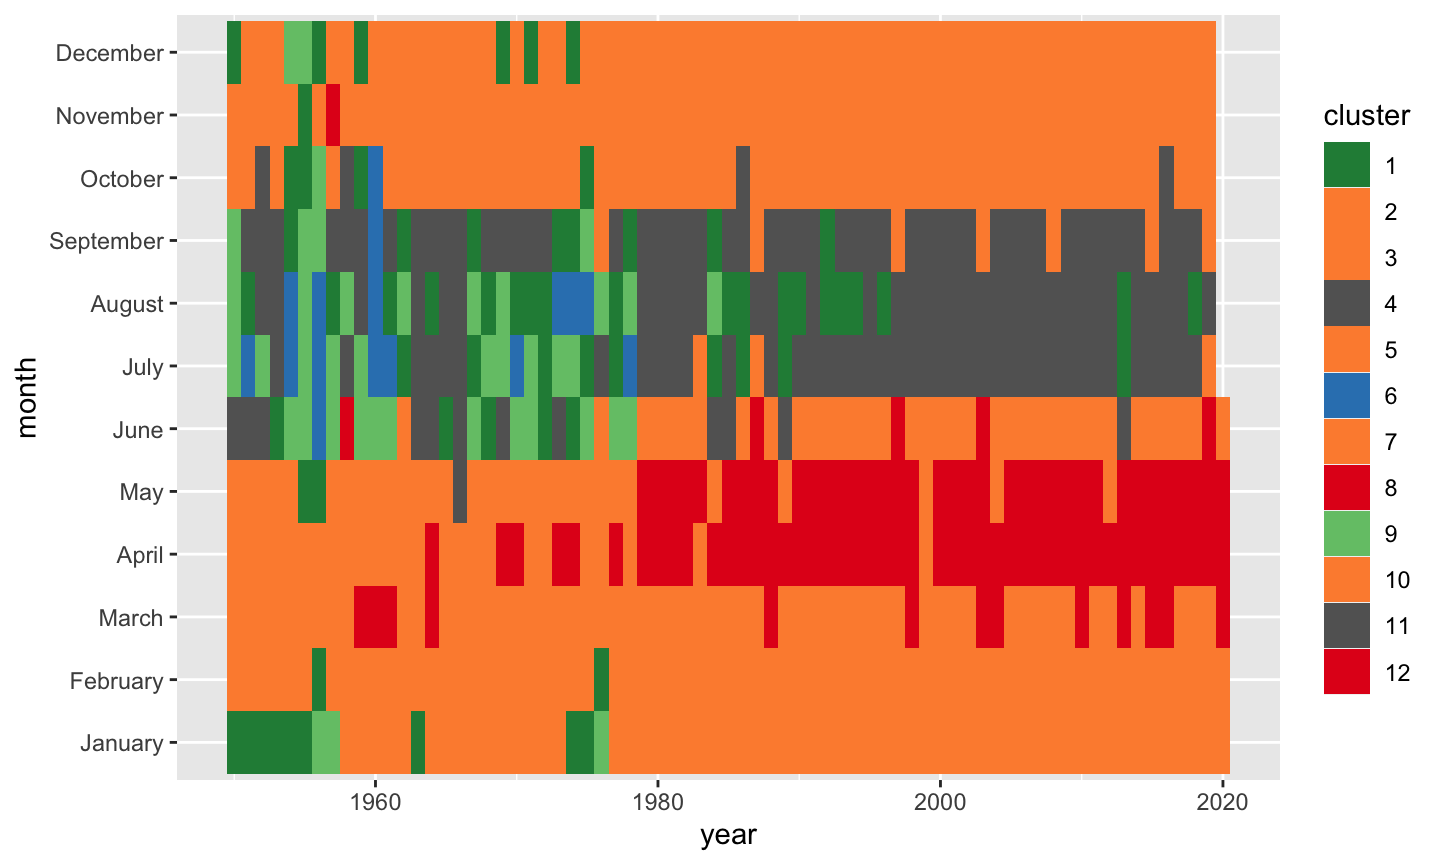 December
November
October
September
August
July
June
May
April
March
February
January
month
1960
1980
2000
2020
year
cluster
1
2
3
4
5
6
7
8
9
10
11
12